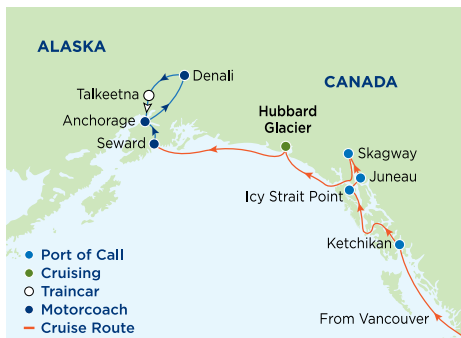 ALASKA
Denali
CANADA
Talkeetna
Hubbard
Glacier
Anchorage
Seward
Skagway
Juneau
Icy Strait Point
Ketchikan
Port of Call
Cruising
Traincar
Motorcoach
Cruise Route
From Vancouver